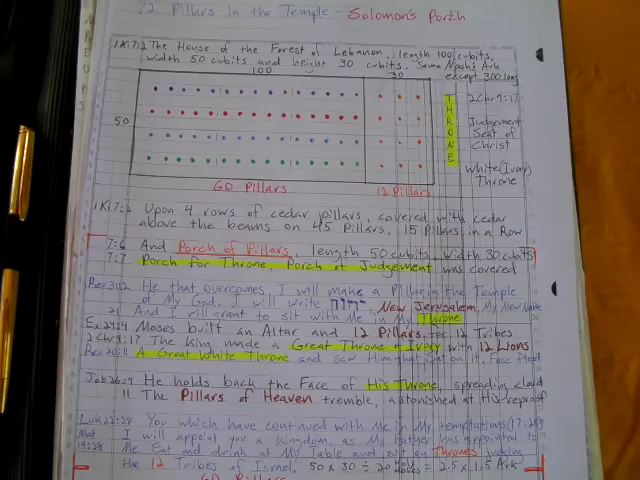 72 Pillars in the Temple - Solomon's Porch
1Ki7:2 The House of the Forest of Lebanon, length 100 cubits,
width 50 cubits and height 30 cubits. Same Noah's Ark
except 300 long
100 30
50
THRONE
2Chr9:17
Judgement
Seat of
Christ
White (Ivory)
Throne
60 Pillars 12 Pillars
1Ki7:2 Upon 4 rows of cedar pillars, covered with cedar
above the beams on 45 Pillars, 15 Pillars in a Row
7:6 And Porch of Pillars, length 50 cubits, width 30 cubits
7:7 Porch for Throne, Porch of Judgement was covered
Rev3:12 He that overcomes I will make a Pillar in the Temple
of My God. I will write יהוה New Jerusalem, My New Name
21 And I will grant to sit with Me in My Throne
Ex24:4 Moses built an Altar and 12 Pillars for 12 Tribes
2Chr9:17 The King made a Great Throne of Ivory with 12 Lions
Rev20:11 A Great White Throne and saw Him that Sat on it, Face fled
Job26:9 He holds back the Face of His Throne, spreading cloud
11 The Pillars of Heaven tremble, astonished at His reproof
Luk22:28 You which have continued with Me in My temptations
Mat 19:28 I will appoint you a Kingdom, as My Father has appointed to
Me Eat and drink at My Table and sit on Thrones judging
the 12 Tribes of Israel. 50 x 30 ÷ 20 = 2.5 x 1.5 Ark
60 Pillars